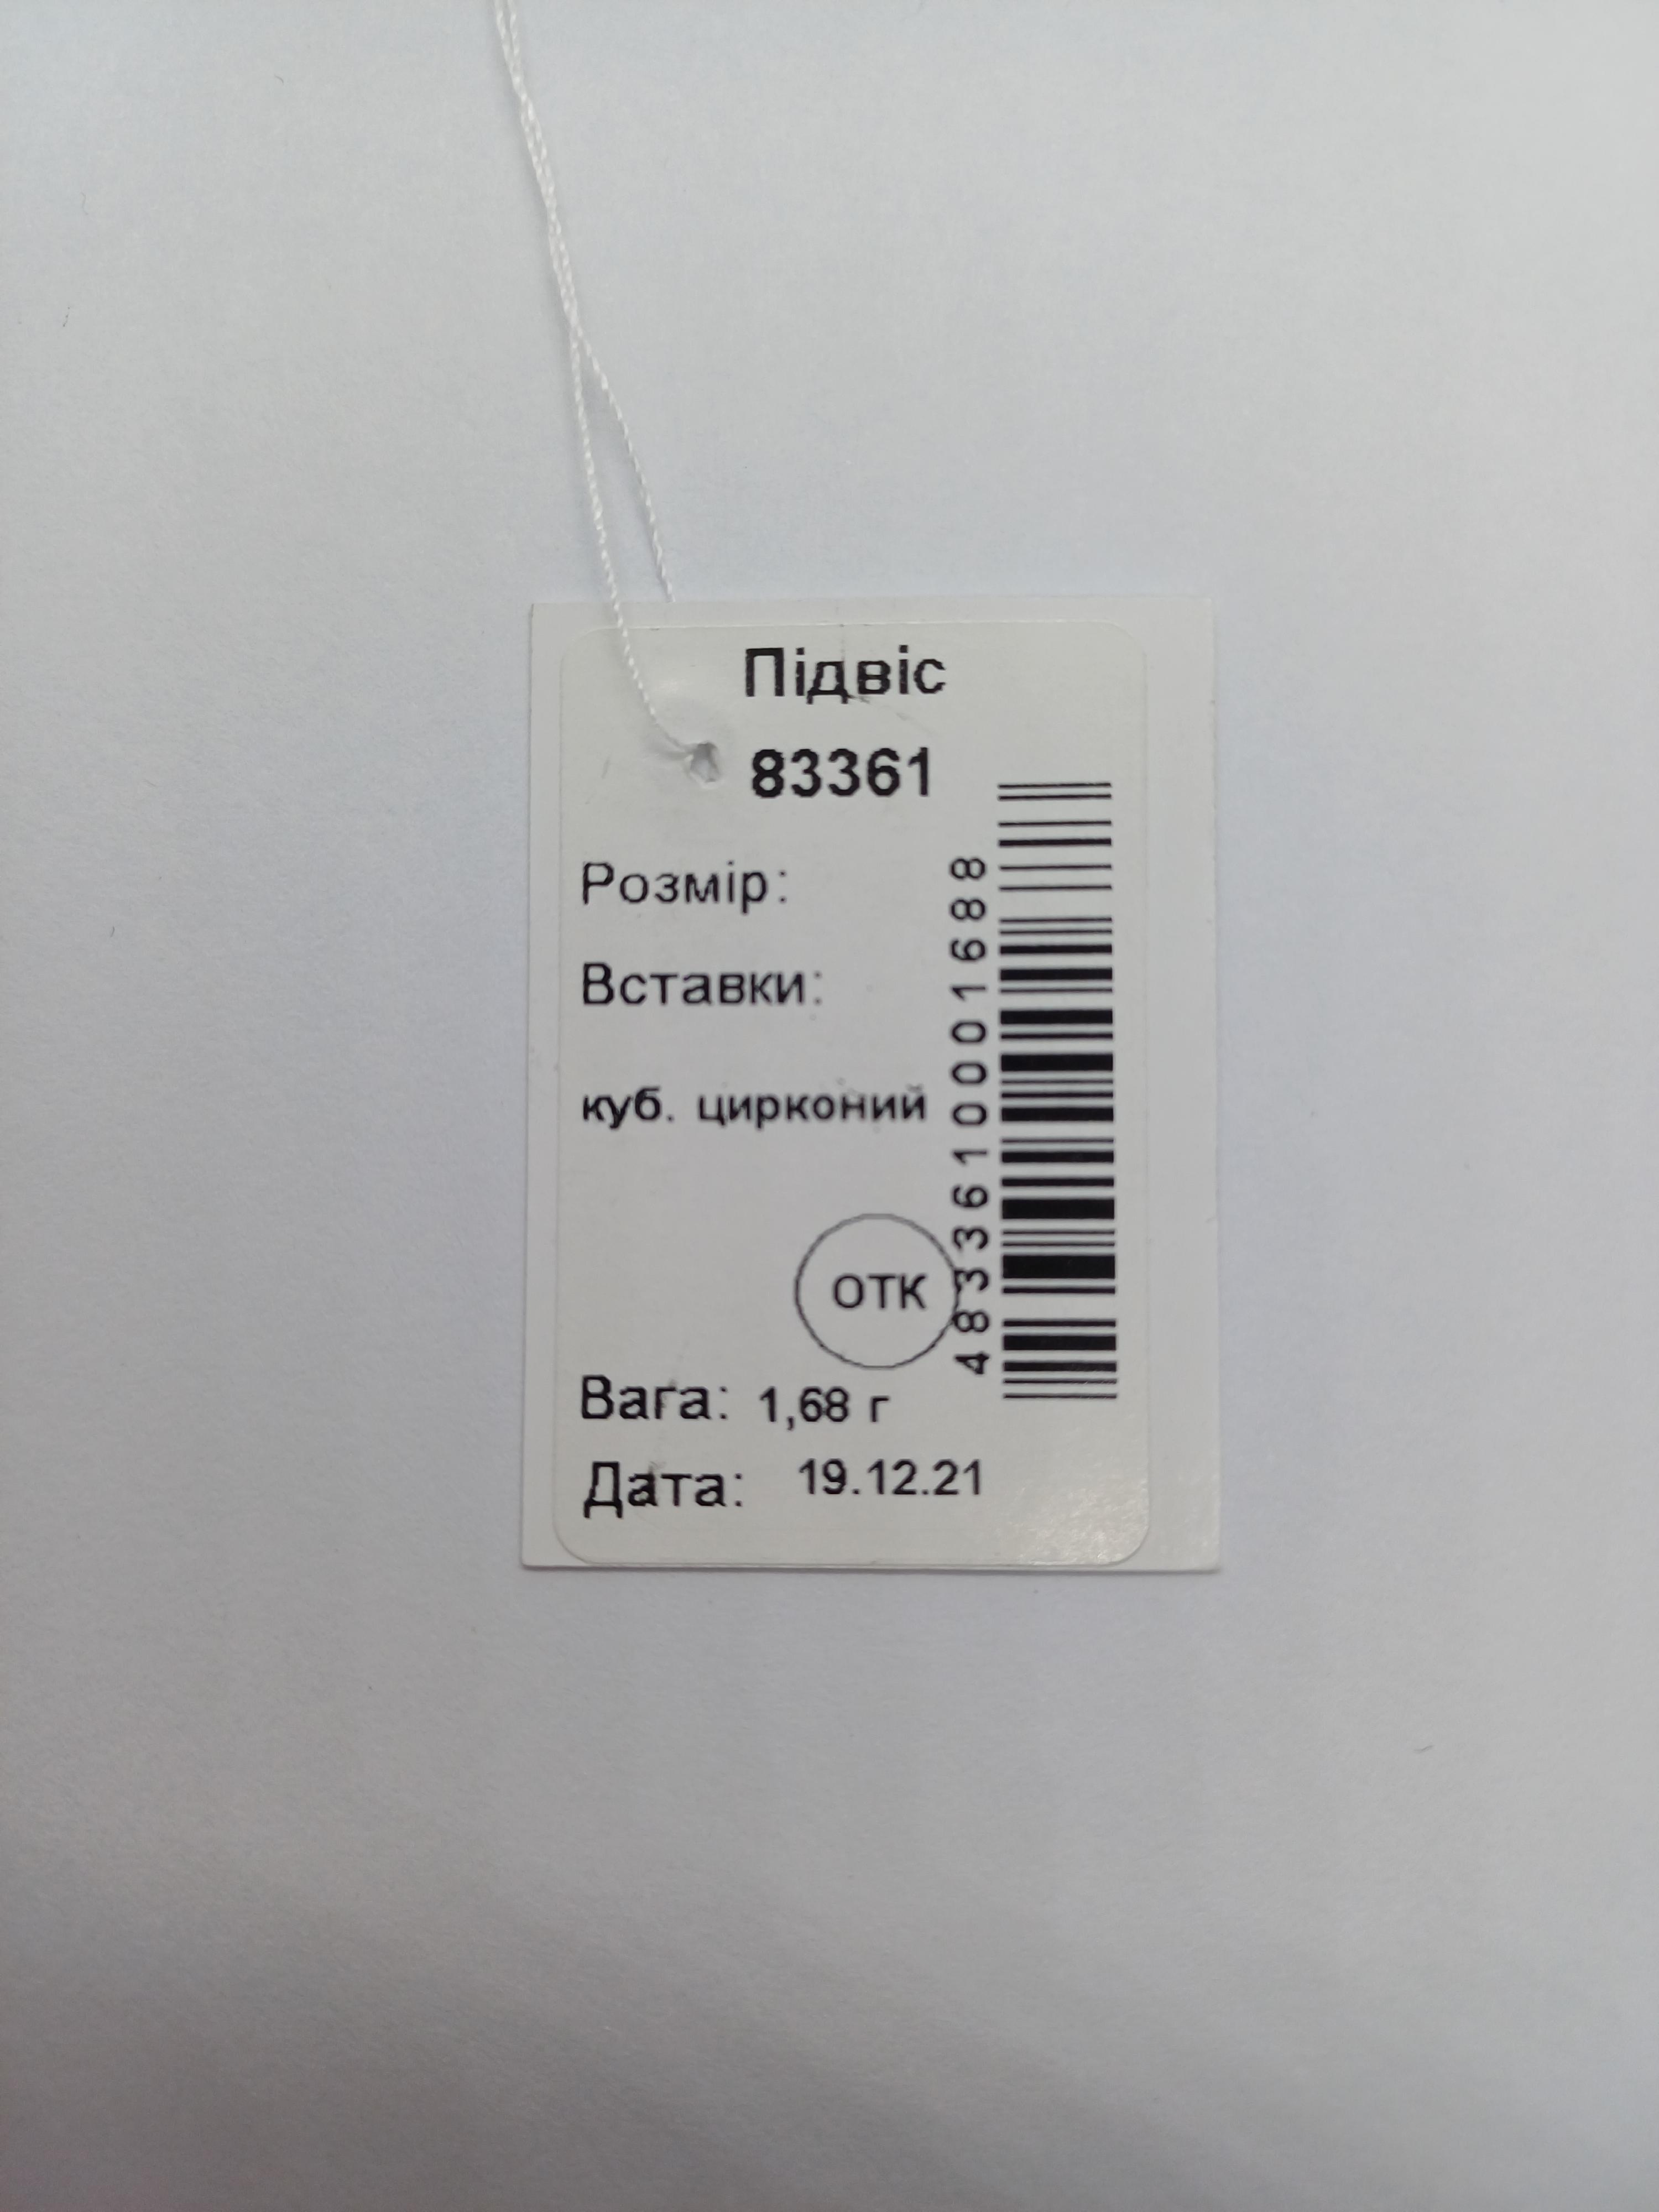 Підвіс
83361
Розмір:
Вставки:
куб. цирконий
ОТК
Вага: 1,68 г
Дата: 19.12.21
4833610001688